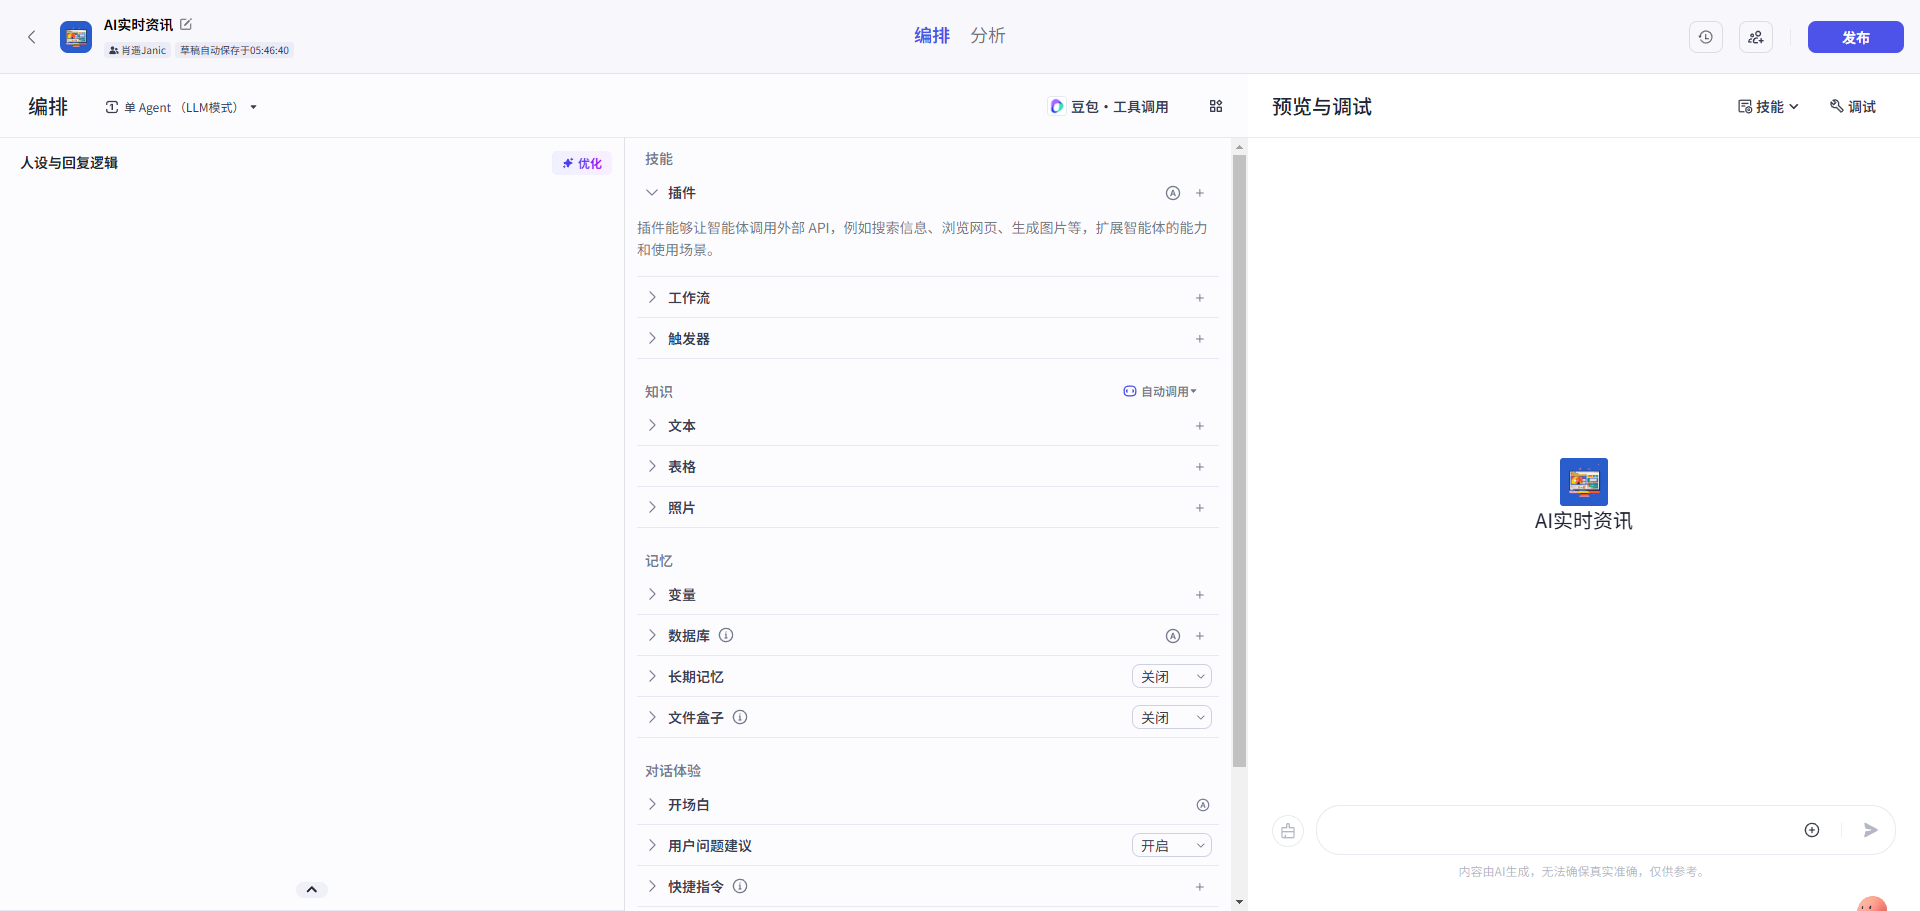 AI实时资讯
肖遥Janic 草稿自动保存于05:46:40
编排 分析
发布
编排 单 Agent （LLM模式）
豆包·工具调用
预览与调试
技能 调试
人设与回复逻辑
优化
技能
插件
插件能够让智能体调用外部 API，例如搜索信息、浏览网页、生成图片等，扩展智能体的能力
和使用场景。
工作流
触发器
知识 自动调用
文本
表格
照片
记忆
变量
数据库
长期记忆 关闭
文件盒子 关闭
对话体验
开场白
用户问题建议 开启
快捷指令
AI实时资讯
内容由AI生成，无法确保真实准确，仅供参考。